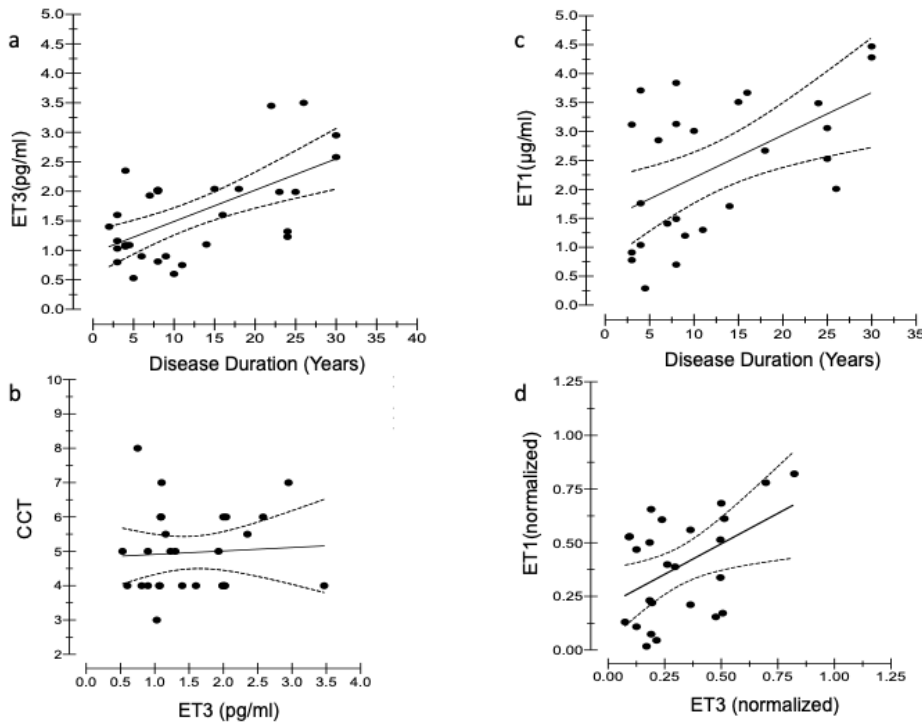 a
5.0
4.5
4.0
3.5
3.0
2.5
2.0
1.5
1.0
0.5
0.0
ET3(pg/ml)
0 5 10 15 20 25 30 35 40
Disease Duration (Years)
c
5.0
4.5
4.0
3.5
3.0
2.5
2.0
1.5
1.0
0.5
0.0
ET1(μg/ml)
0 5 10 15 20 25 30 35
Disease Duration (Years)
b
10
9
8
7
6
5
4
3
2
CCT
0.0 0.5 1.0 1.5 2.0 2.5 3.0 3.5 4.0
ET3 (pg/ml)
d
1.25
1.00
0.75
0.50
0.25
0.00
ET1(normalized)
0.00 0.25 0.50 0.75 1.00 1.25
ET3 (normalized)